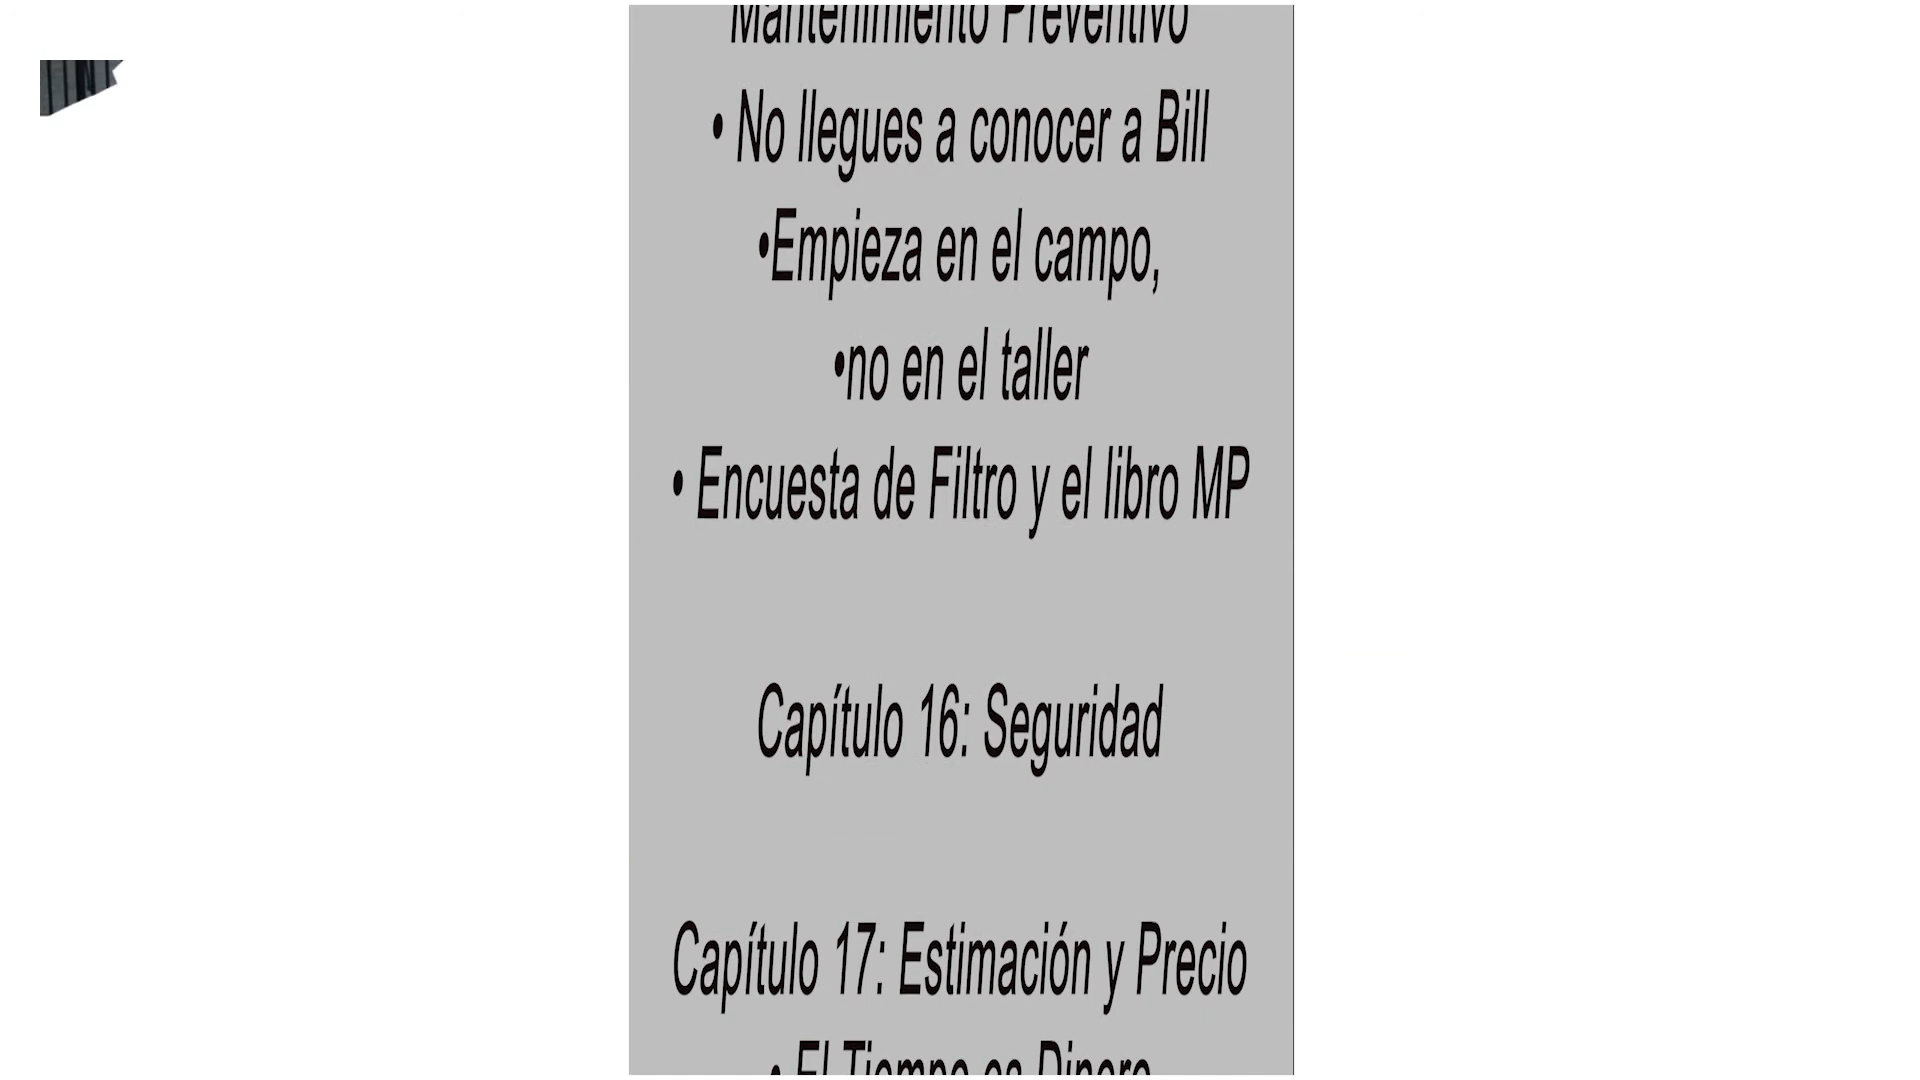 Mantenimiento Preventivo
• No llegues a conocer a Bill
•Empieza en el campo,
•no en el taller
• Encuesta de Filtro y el libro MP
Capítulo 16: Seguridad
Capítulo 17: Estimación y Precio
• El Tiempo es Dinero